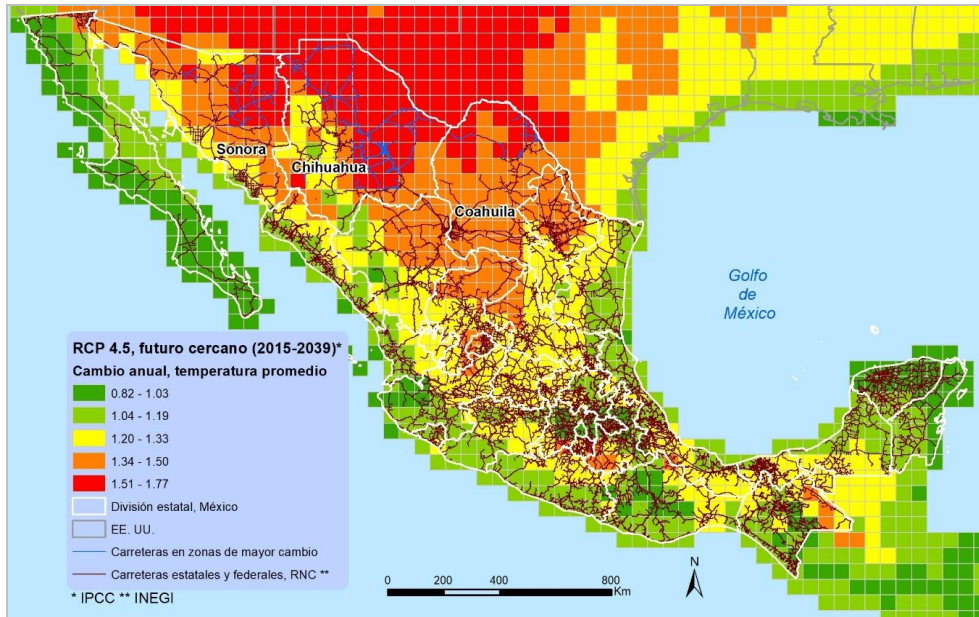 Sonora
Chihuahua
Coahuila
Golfo
de
México
RCP 4.5, futuro cercano (2015-2039)*
Cambio anual, temperatura promedio
0.82 - 1.03
1.04 - 1.19
1.20 - 1.33
1.34 - 1.50
1.51 - 1.77
División estatal, México
EE. UU.
Carreteras en zonas de mayor cambio
Carreteras estatales y federales, RNC **
* IPCC ** INEGI
0 200 400 800
Km
N